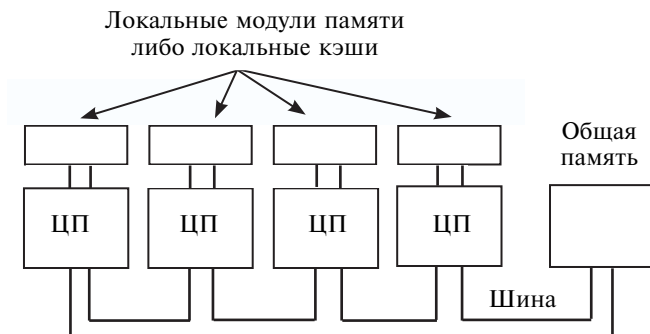 Локальные модули памяти
либо локальные кэши
Общая
память
ЦП
ЦП
ЦП
ЦП
Шина